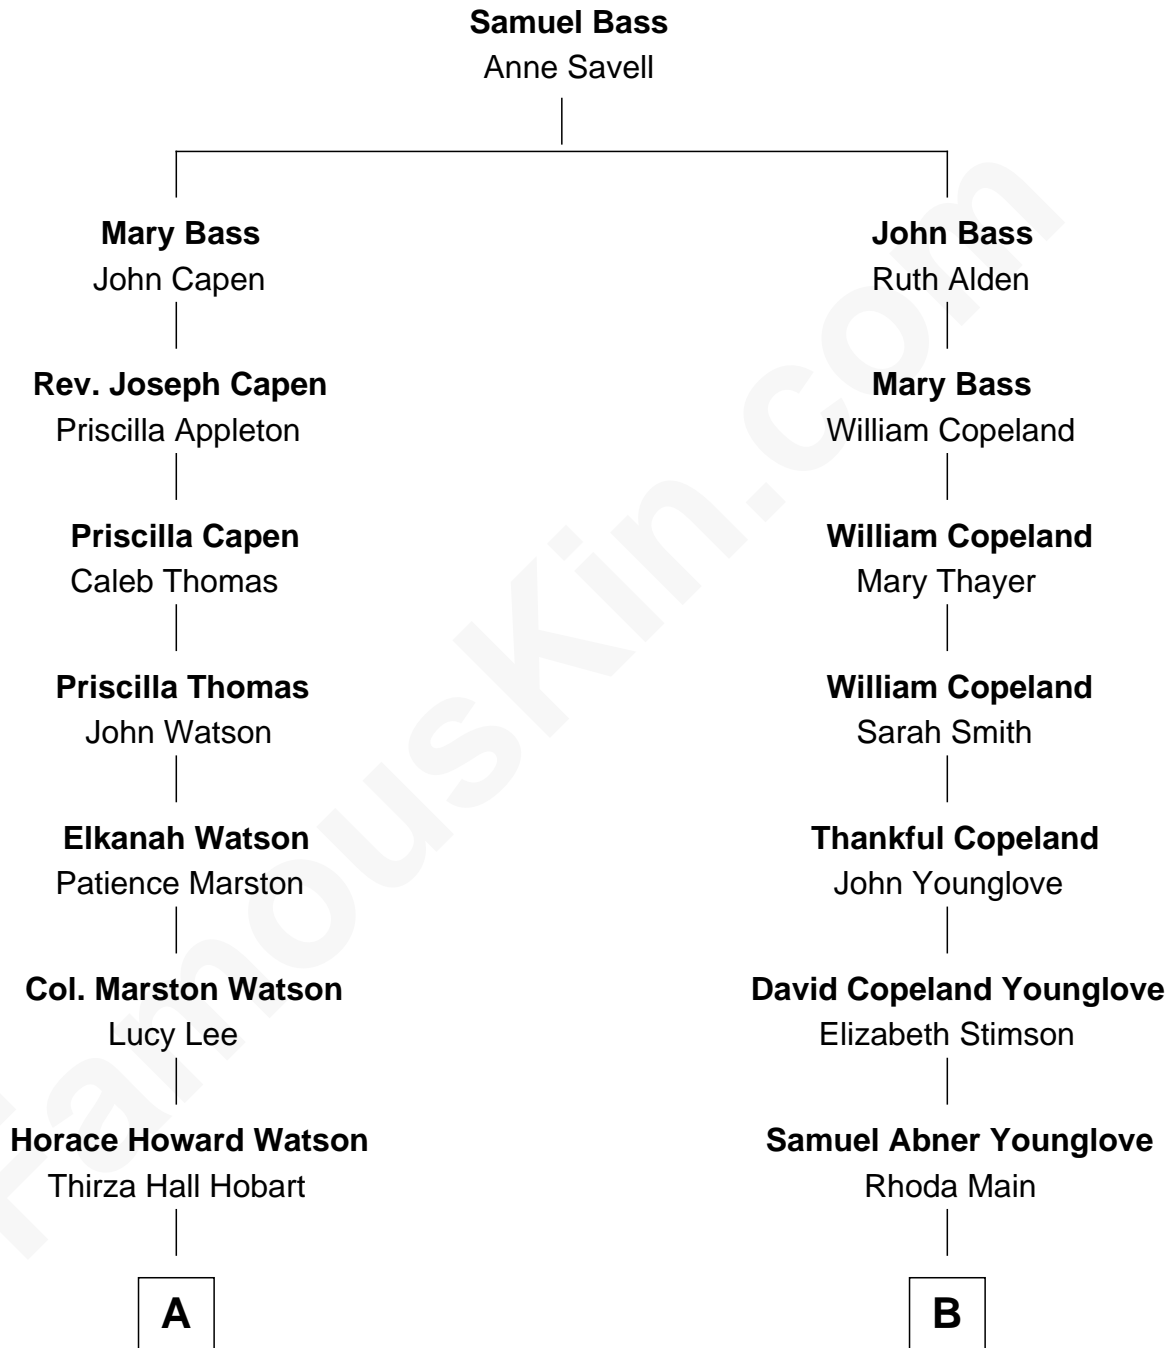 Samuel Bass
Anne Savell
Mary Bass
John Capen
John Bass
Ruth Alden
Rev. Joseph Capen
Priscilla Appleton
Mary Bass
William Copeland
Priscilla Capen
Caleb Thomas
William Copeland
Mary Thayer
Priscilla Thomas
John Watson
William Copeland
Sarah Smith
Elkanah Watson
Patience Marston
Thankful Copeland
John Younglove
Col. Marston Watson
Lucy Lee
David Copeland Younglove
Elizabeth Stimson
Horace Howard Watson
Thirza Hall Hobart
Samuel Abner Younglove
Rhoda Main
A
B
FamousKin.com